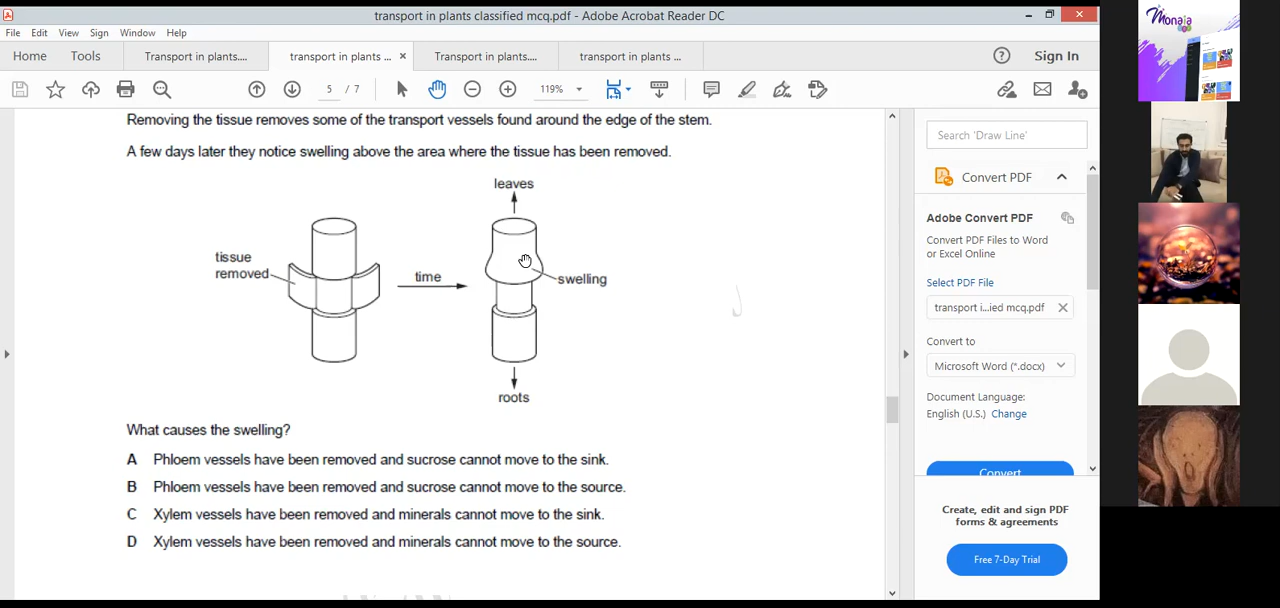 transport in plants classified mcq.pdf - Adobe Acrobat Reader DC
File Edit View Sign Window Help
Home Tools Transport in plants.... transport in plants ... × Transport in plants.... transport in plants ... Sign In
5 / 7 119%
Removing the tissue removes some of the transport vessels found around the edge of the stem.
A few days later they notice swelling above the area where the tissue has been removed.
leaves
tissue
removed
time
swelling
roots
What causes the swelling?
A Phloem vessels have been removed and sucrose cannot move to the sink.
B Phloem vessels have been removed and sucrose cannot move to the source.
C Xylem vessels have been removed and minerals cannot move to the sink.
D Xylem vessels have been removed and minerals cannot move to the source.
Search 'Draw Line'
Convert PDF
Adobe Convert PDF
Convert PDF Files to Word
or Excel Online
Select PDF File
transport i...ied mcq.pdf
Convert to
Microsoft Word (*.docx)
Document Language:
English (U.S.) Change
Convert
Create, edit and sign PDF
forms & agreements
Free 7-Day Trial